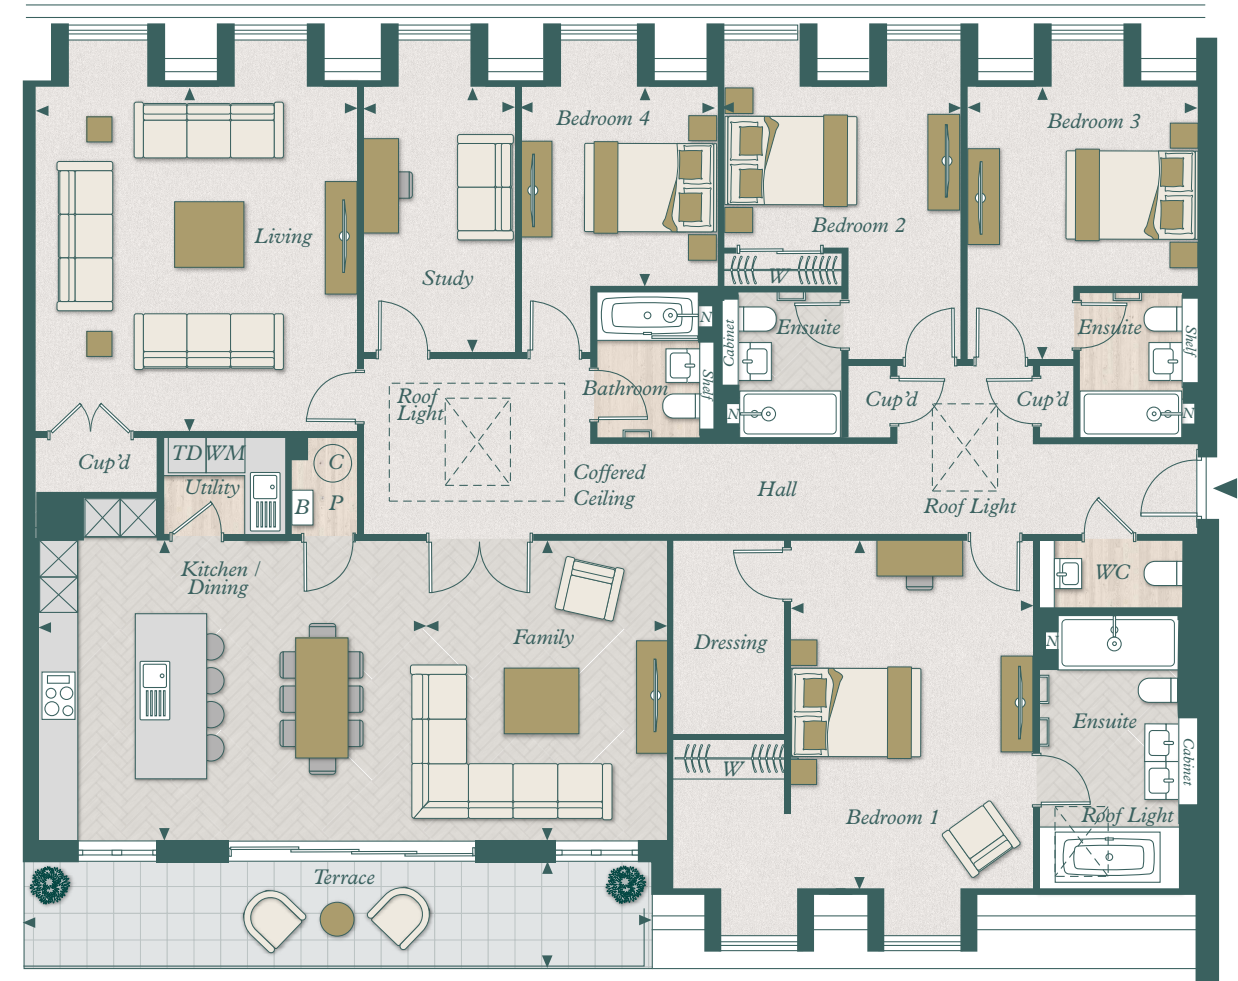 Bedroom 4
Bedroom 3
Bedroom 2
Living
Study
W
N
Cabinet
Ensuite
Ensuite
Shelf
Bathroom
Shelf
Roof
Light
Cup'd
Cup'd
N
N
Cup'd
TD
WM
Utility
C
B
P
Coffered
Ceiling
Hall
Roof Light
Kitchen /
Dining
Family
Dressing
WC
N
Ensuite
Cabinet
W
Bedroom 1
Roof Light
Terrace